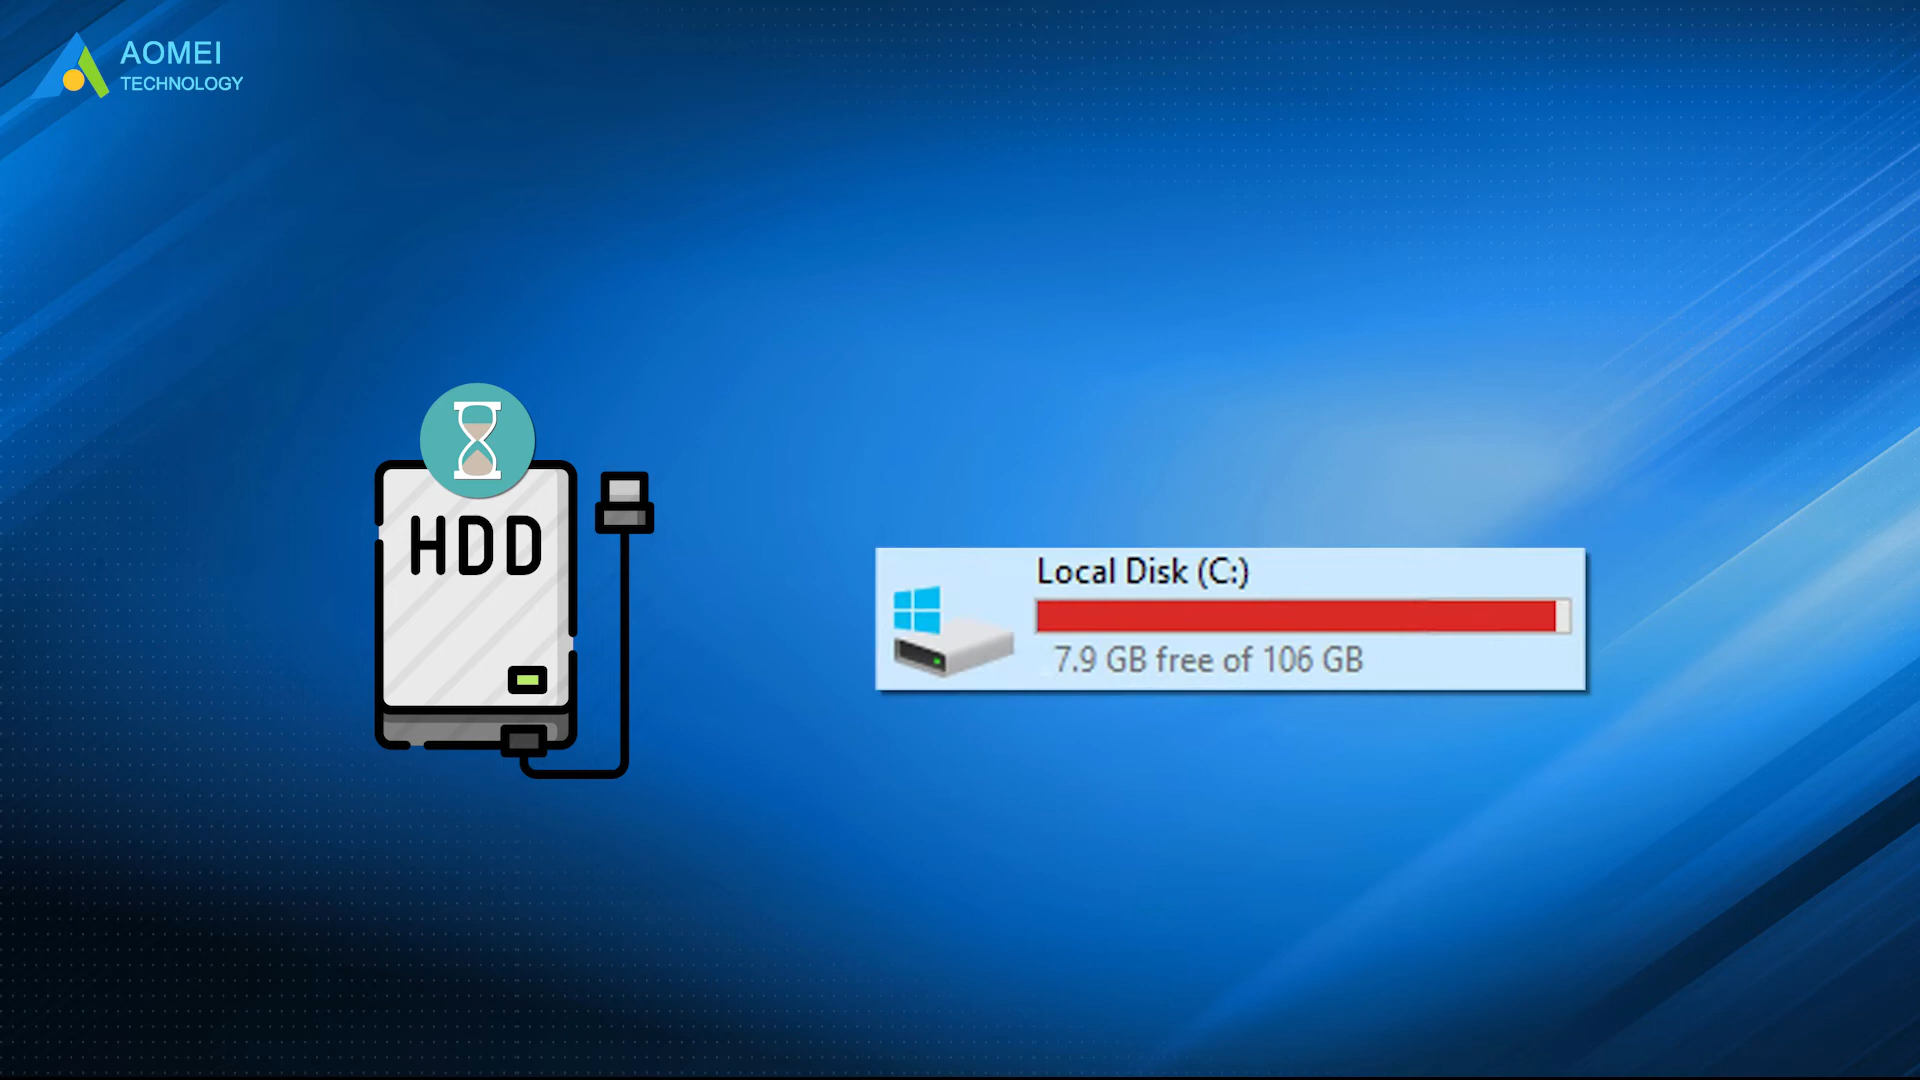 AOMEI
TECHNOLOGY
HDD
Local Disk (C:)
7.9 GB free of 106 GB